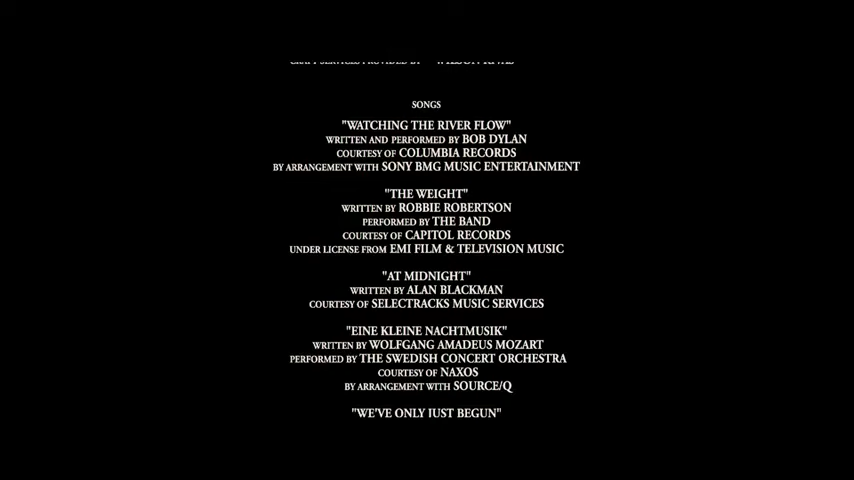 SONGS
"WATCHING THE RIVER FLOW"
WRITTEN AND PERFORMED BY BOB DYLAN
COURTESY OF COLUMBIA RECORDS
BY ARRANGEMENT WITH SONY BMG MUSIC ENTERTAINMENT
"THE WEIGHT"
WRITTEN BY ROBBIE ROBERTSON
PERFORMED BY THE BAND
COURTESY OF CAPITOL RECORDS
UNDER LICENSE FROM EMI FILM & TELEVISION MUSIC
"AT MIDNIGHT"
WRITTEN BY ALAN BLACKMAN
COURTESY OF SELECTRACKS MUSIC SERVICES
"EINE KLEINE NACHTMUSIK"
WRITTEN BY WOLFGANG AMADEUS MOZART
PERFORMED BY THE SWEDISH CONCERT ORCHESTRA
COURTESY OF NAXOS
BY ARRANGEMENT WITH SOURCE/Q
"WE'VE ONLY JUST BEGUN"